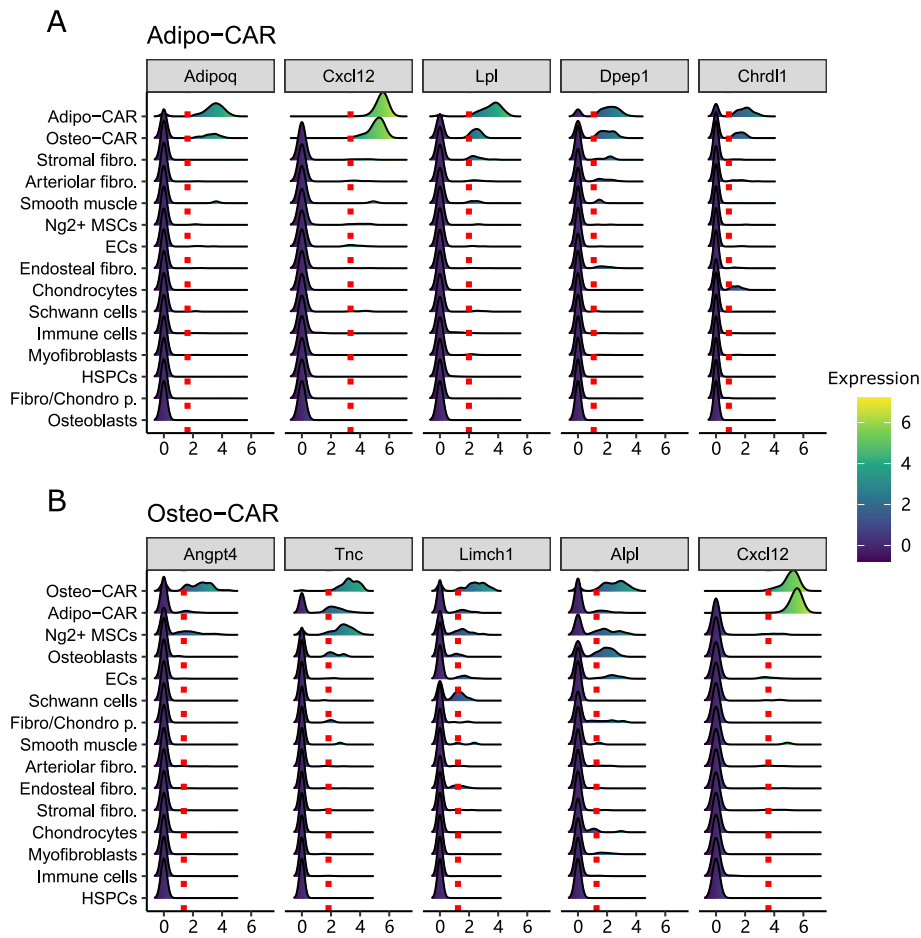 A
Adipo−CAR
Adipoq Cxcl12 Lpl Dpep1 Chrdl1
Adipo−CAR
Osteo−CAR
Stromal fibro.
Arteriolar fibro.
Smooth muscle
Ng2+ MSCs
ECs
Endosteal fibro.
Chondrocytes
Schwann cells
Immune cells
Myofibroblasts
HSPCs
Fibro/Chondro p.
Osteoblasts
0 2 4 6 0 2 4 6 0 2 4 6 0 2 4 6 0 2 4 6
Expression
6
4
2
0
B
Osteo−CAR
Angpt4 Tnc Limch1 Alpl Cxcl12
Osteo−CAR
Adipo−CAR
Ng2+ MSCs
Osteoblasts
ECs
Schwann cells
Fibro/Chondro p.
Smooth muscle
Arteriolar fibro.
Endosteal fibro.
Stromal fibro.
Chondrocytes
Myofibroblasts
Immune cells
HSPCs
0 2 4 6 0 2 4 6 0 2 4 6 0 2 4 6 0 2 4 6